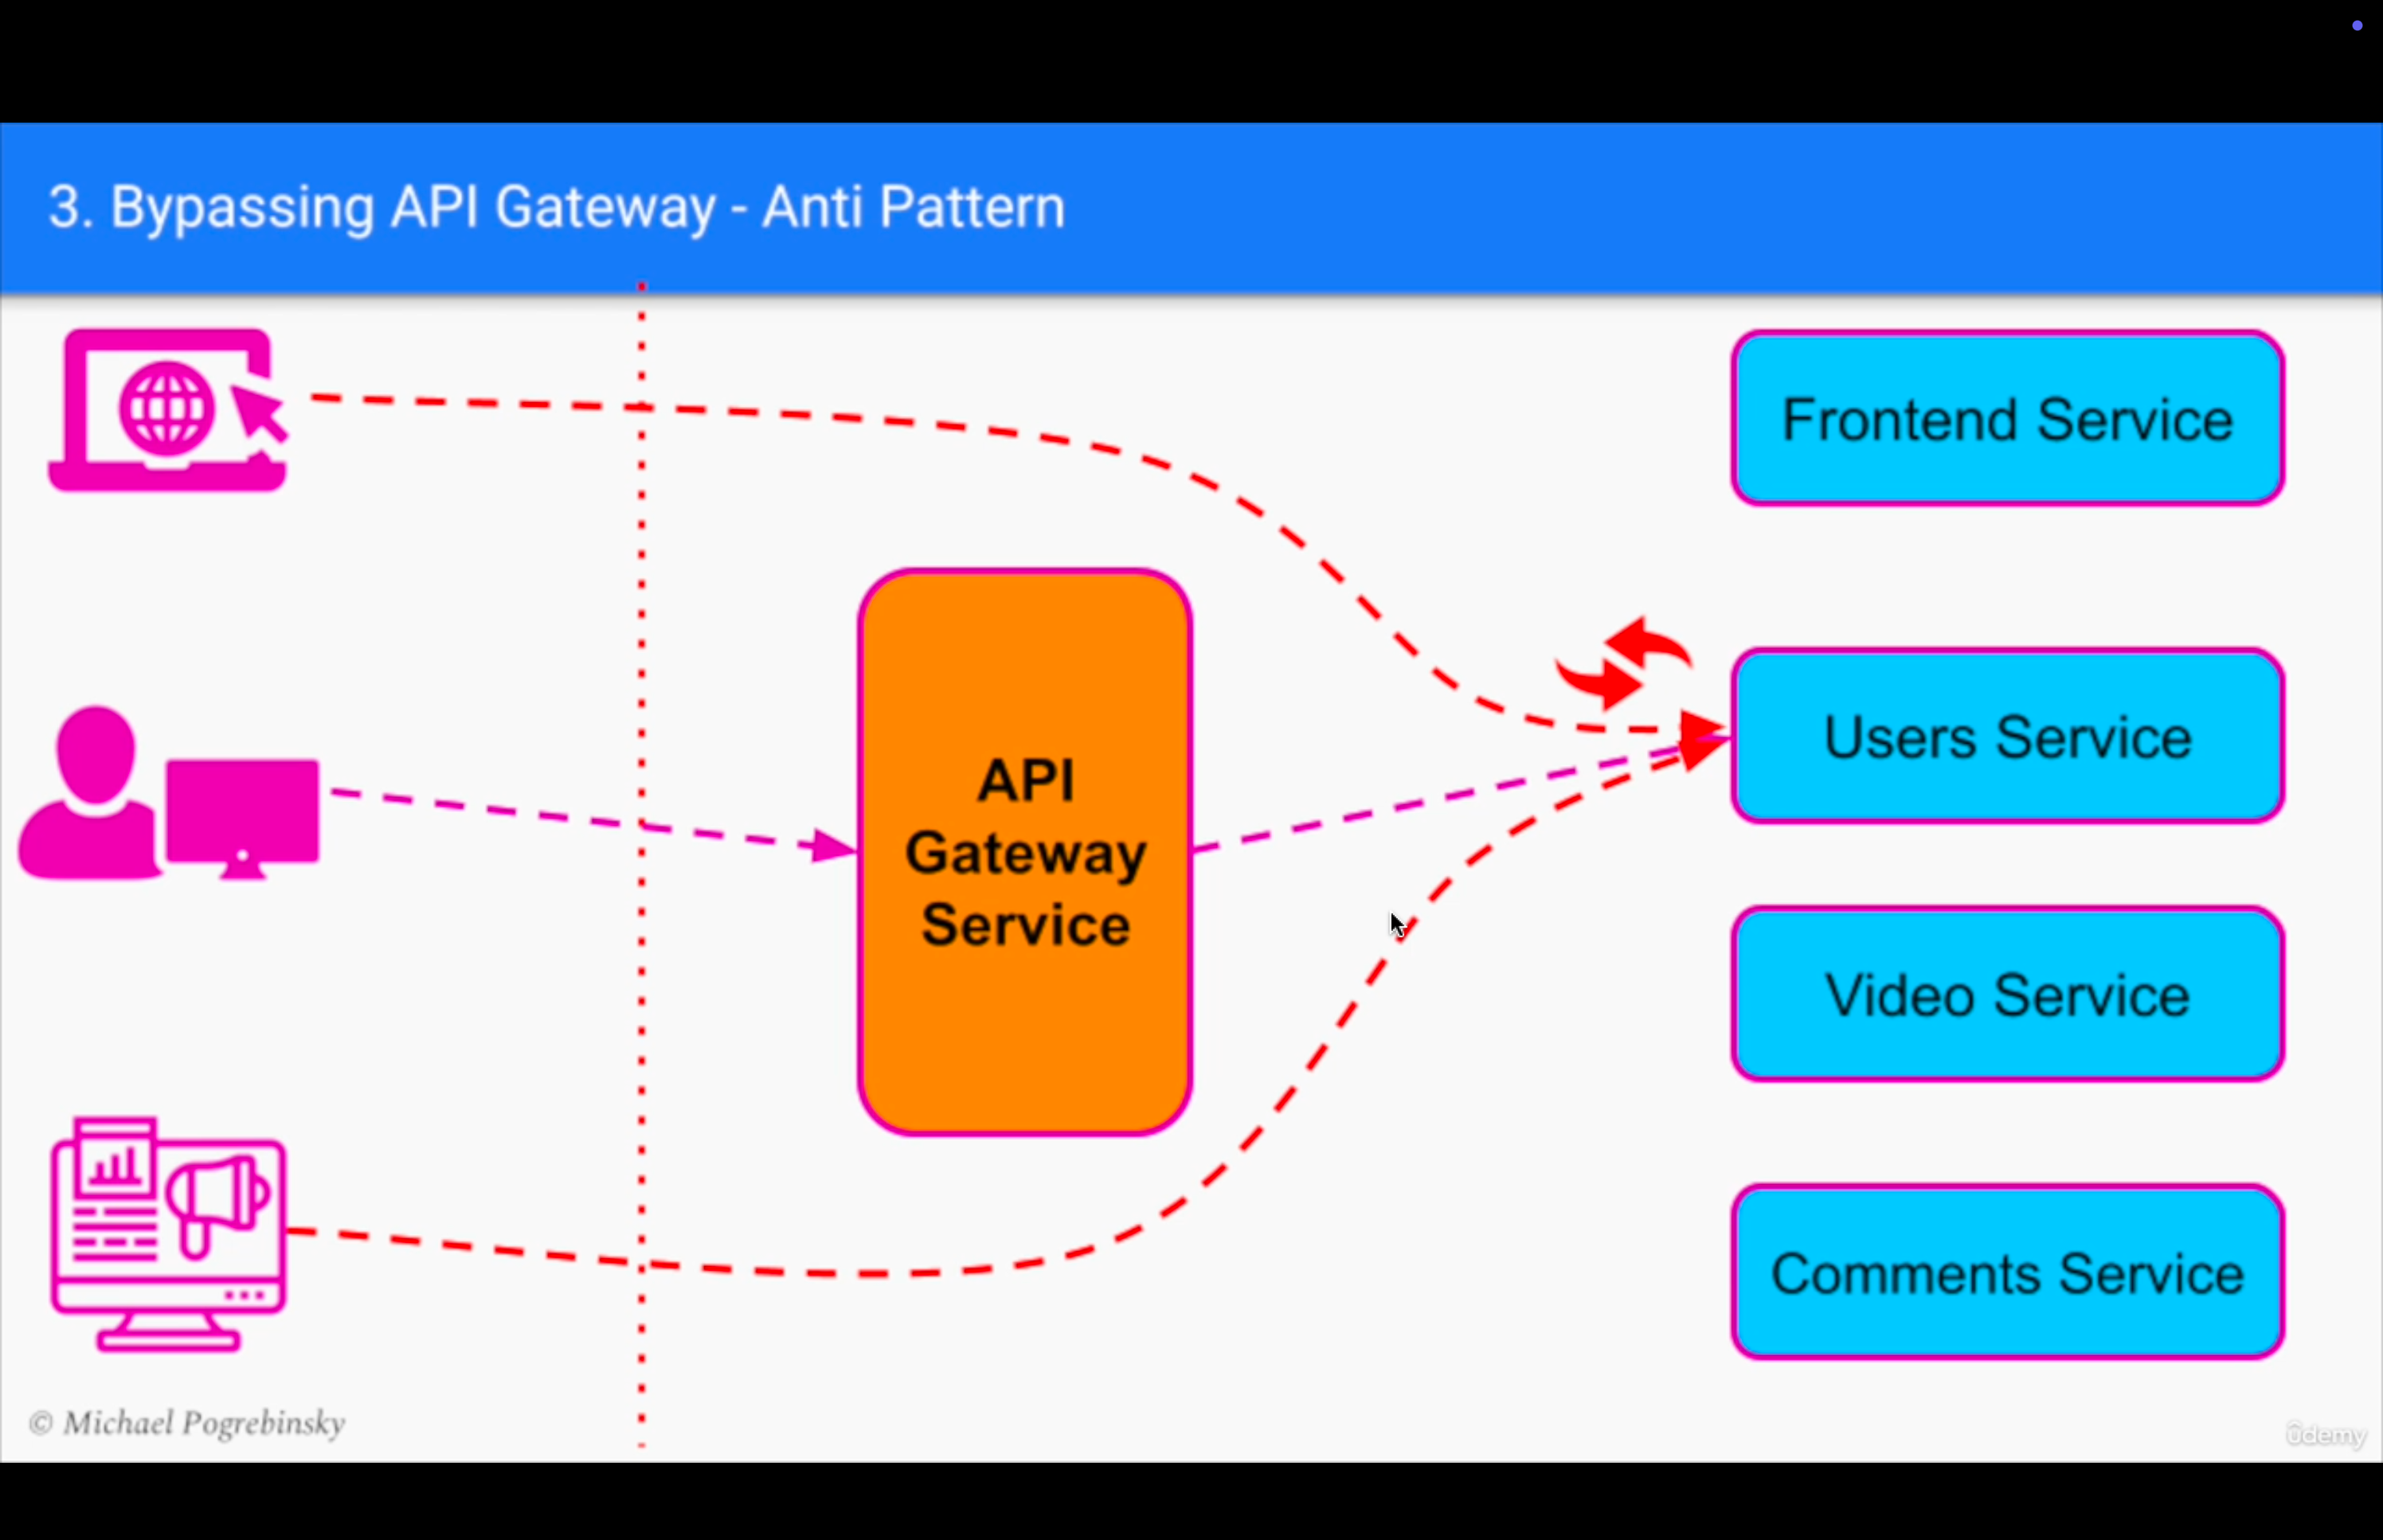 3. Bypassing API Gateway - Anti Pattern
Frontend Service
API
Gateway
Service
Users Service
Video Service
Comments Service
© Michael Pogrebinsky
ûdemy